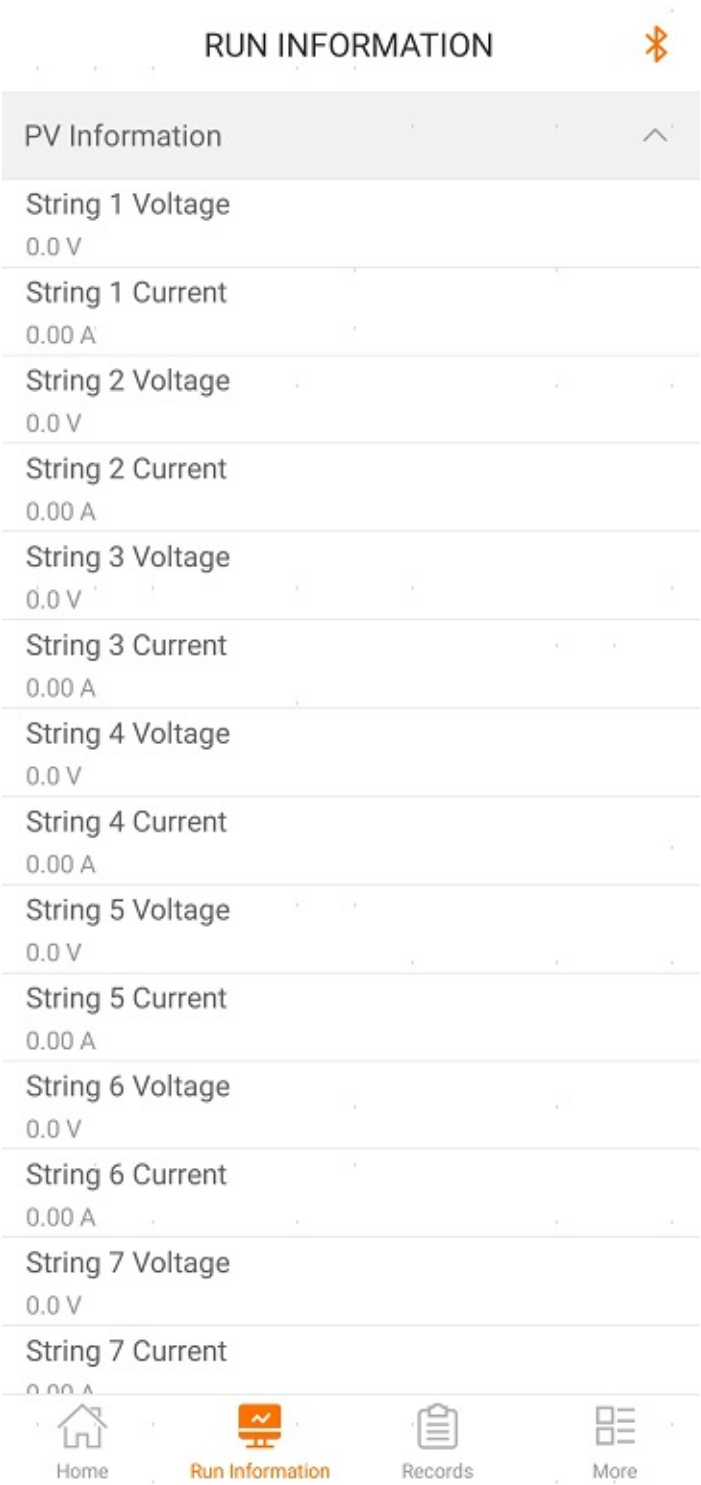 RUN INFORMATION
PV Information
String 1 Voltage
0.0 V
String 1 Current
0.00 A
String 2 Voltage
0.0 V
String 2 Current
0.00 A
String 3 Voltage
0.0 V
String 3 Current
0.00 A
String 4 Voltage
0.0 V
String 4 Current
0.00 A
String 5 Voltage
0.0 V
String 5 Current
0.00 A
String 6 Voltage
0.0 V
String 6 Current
0.00 A
String 7 Voltage
0.0 V
String 7 Current
0.00 A
Home Run Information Records More